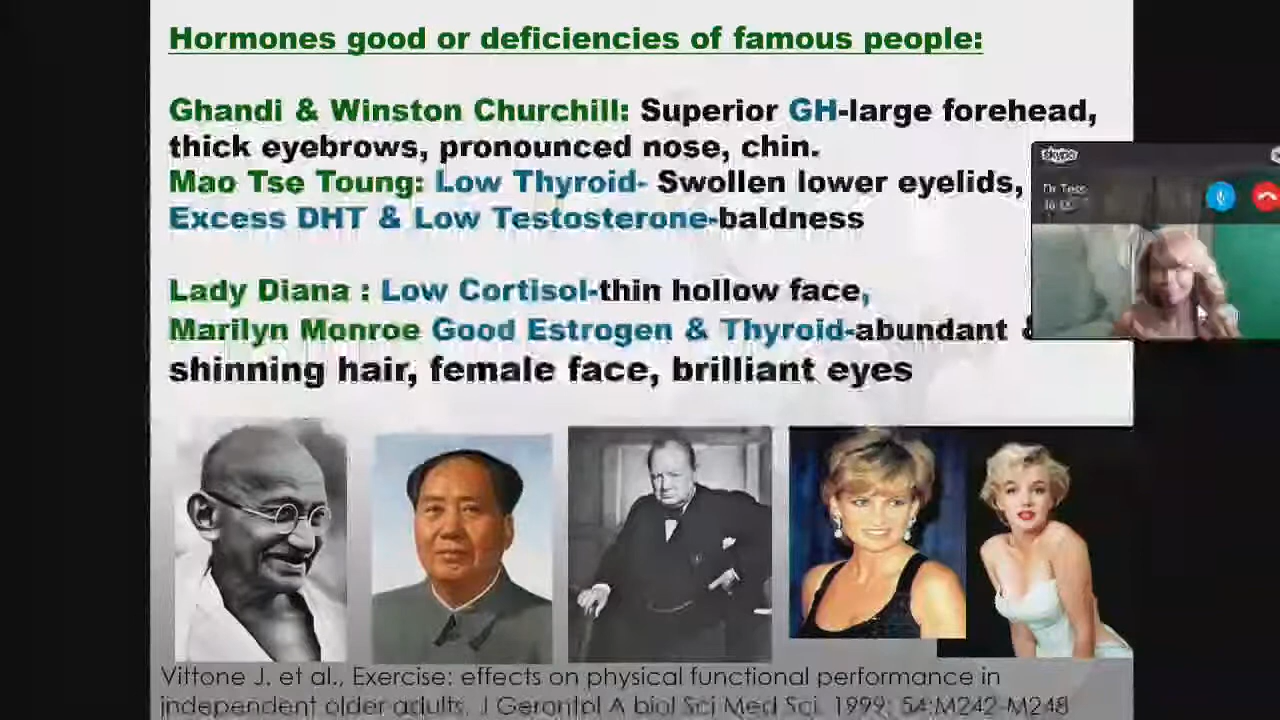 Hormones good or deficiencies of famous people:
Ghandi & Winston Churchill: Superior GH-large forehead,
thick eyebrows, pronounced nose, chin.
Mao Tse Toung: Low Thyroid- Swollen lower eyelids,
Excess DHT & Low Testosterone-baldness
Lady Diana : Low Cortisol-thin hollow face,
Marilyn Monroe Good Estrogen & Thyroid-abundant &
shinning hair, female face, brilliant eyes
skype
Dr Tess
Vittone J. et al., Exercise: effects on physical functional performance in
independent older adults. J Gerontol A biol Sci Med Sci. 1999; 54:M242-M248